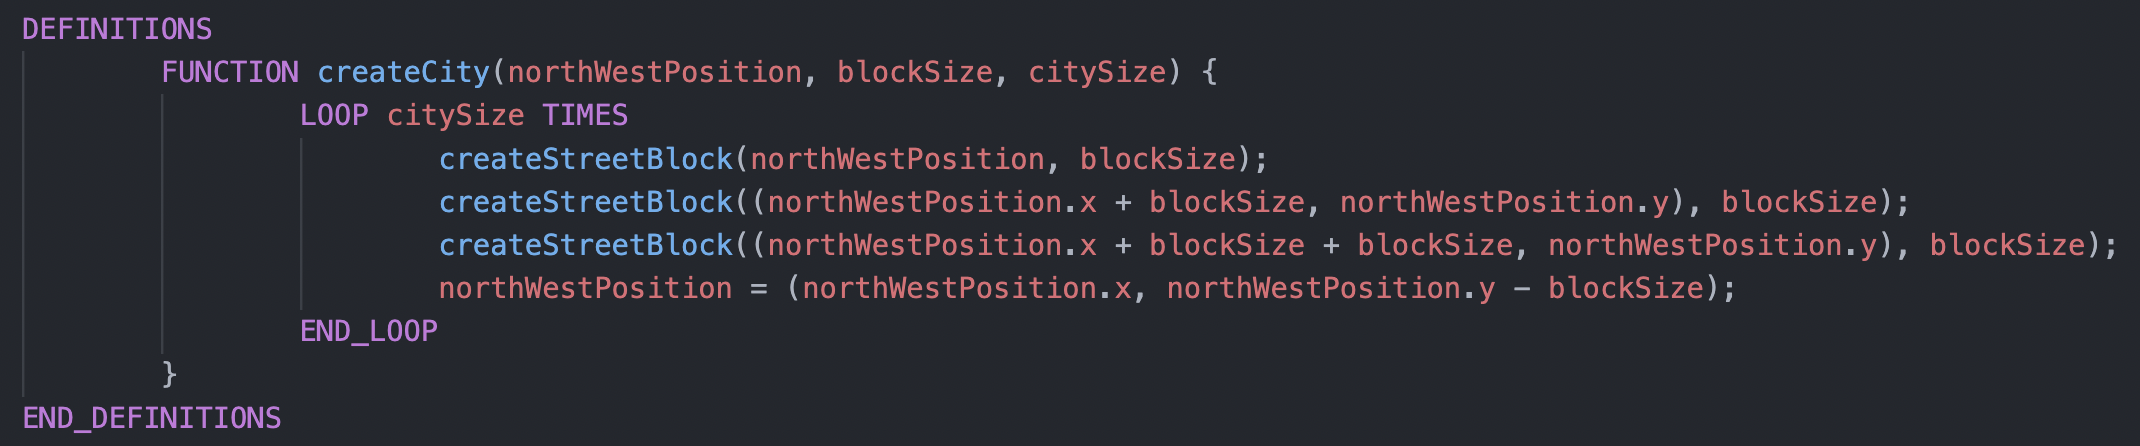 DEFINITIONS
FUNCTION createCity(northWestPosition, blockSize, citySize) {
LOOP citySize TIMES
createStreetBlock(northWestPosition, blockSize);
createStreetBlock((northWestPosition.x + blockSize, northWestPosition.y), blockSize);
createStreetBlock((northWestPosition.x + blockSize + blockSize, northWestPosition.y), blockSize);
northWestPosition = (northWestPosition.x, northWestPosition.y - blockSize);
END_LOOP
}
END_DEFINITIONS